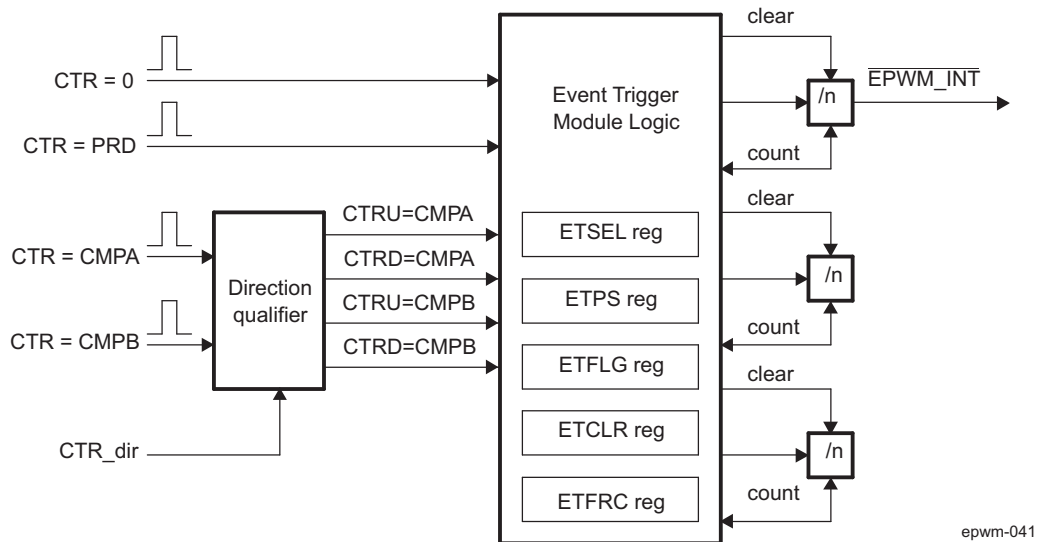 CTR = 0
CTR = PRD
CTR = CMPA
CTR = CMPB
CTR_dir
Direction
qualifier
CTRU=CMPA
CTRD=CMPA
CTRU=CMPB
CTRD=CMPB
Event Trigger
Module Logic
ETSEL reg
ETPS reg
ETFLG reg
ETCLR reg
ETFRC reg
clear
/n
count
EPWM_INT
clear
/n
count
clear
/n
count
epwm-041